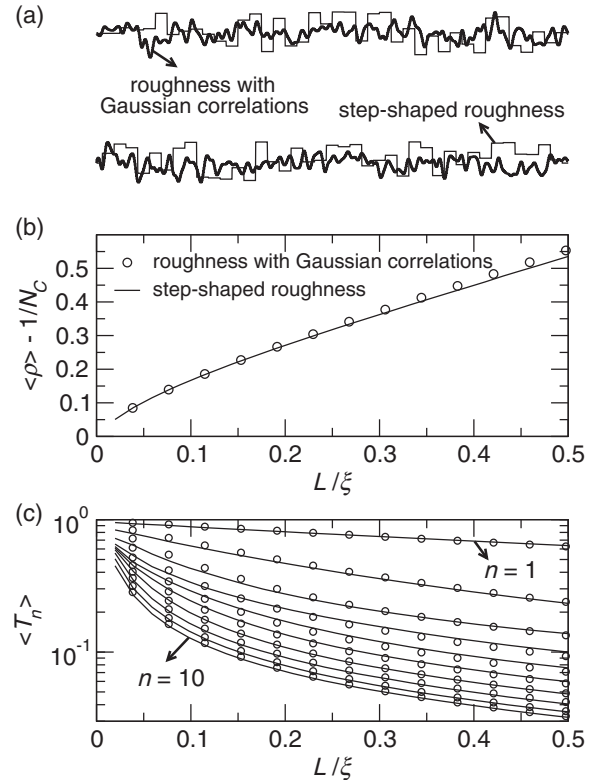 (a)
roughness with
Gaussian correlations
step-shaped roughness
(b)
<ρ> - 1/N_C
0.5
0.4
0.3
0.2
0.1
0
roughness with Gaussian correlations
step-shaped roughness
0 0.1 0.2 0.3 0.4 0.5
L/ξ
(c)
<T_n>
10^0
10^-1
n = 1
n = 10
0 0.1 0.2 0.3 0.4 0.5
L/ξ